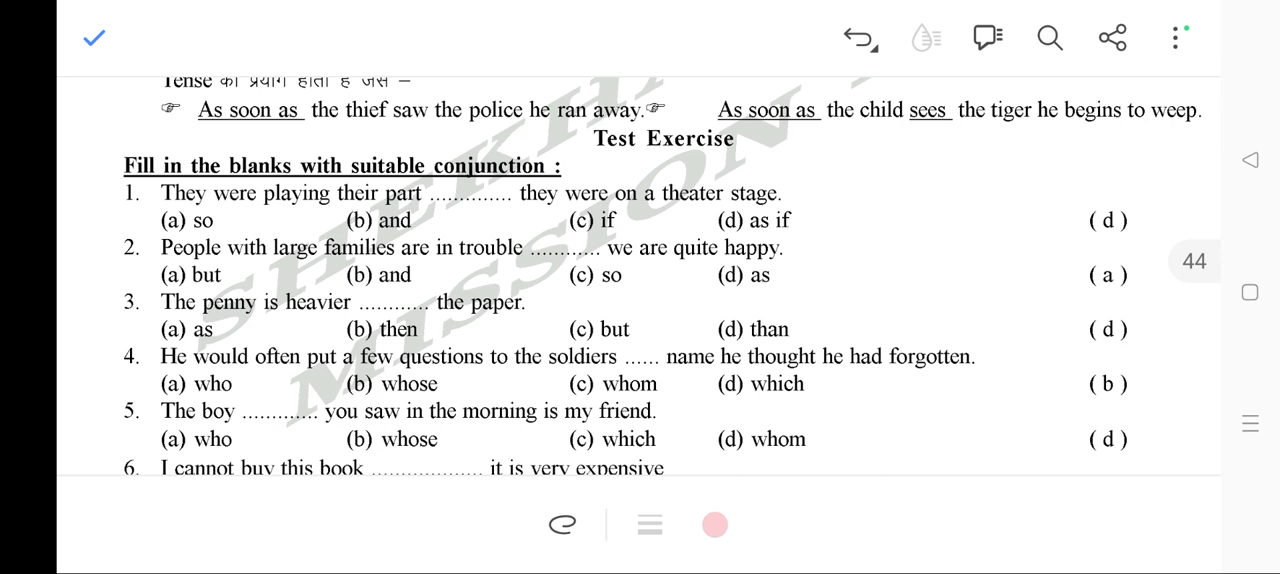 Tense का प्रयोग होता है जैसे –
☞ As soon as the thief saw the police he ran away.☞ As soon as the child sees the tiger he begins to weep.
Test Exercise
Fill in the blanks with suitable conjunction :
1. They were playing their part .............. they were on a theater stage.
(a) so (b) and (c) if (d) as if ( d )
2. People with large families are in trouble ............ we are quite happy.
(a) but (b) and (c) so (d) as ( a )
44
3. The penny is heavier ............ the paper.
(a) as (b) then (c) but (d) than ( d )
4. He would often put a few questions to the soldiers ...... name he thought he had forgotten.
(a) who (b) whose (c) whom (d) which ( b )
5. The boy ............. you saw in the morning is my friend.
(a) who (b) whose (c) which (d) whom ( d )
6. I cannot buy this book ................... it is very expensive
MISSION